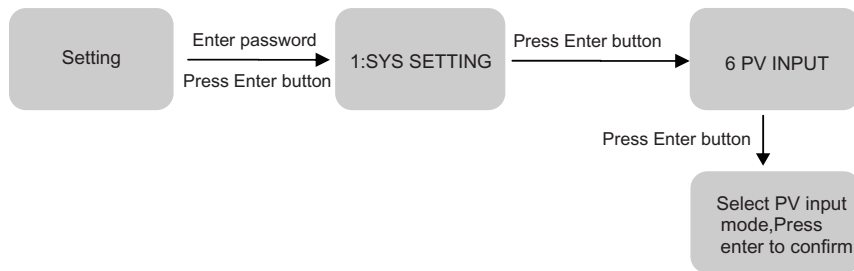 Setting
Enter password
Press Enter button
1:SYS SETTING
Press Enter button
6 PV INPUT
Press Enter button
Select PV input
mode,Press
enter to confirm